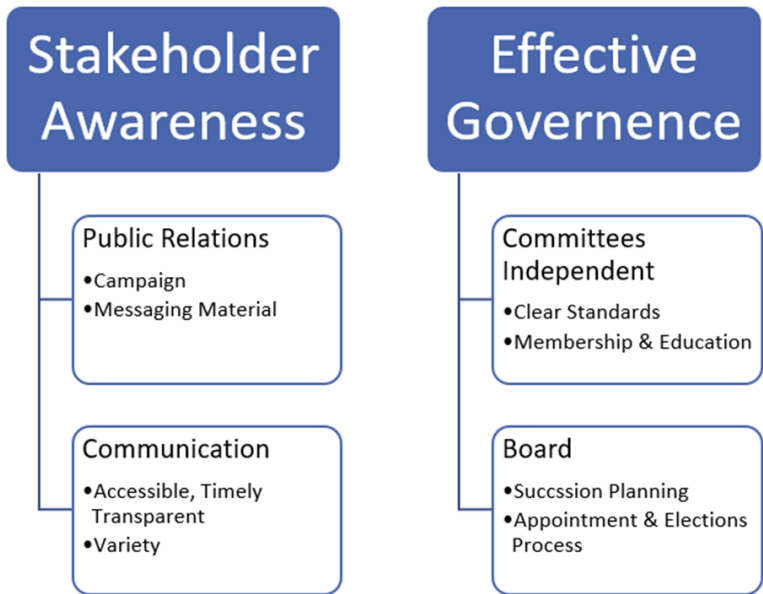 Stakeholder
Awareness
Public Relations
•Campaign
•Messaging Material
Communication
•Accessible, Timely
Transparent
•Variety
Effective
Governence
Committees
Independent
•Clear Standards
•Membership & Education
Board
•Succssion Planning
•Appointment & Elections
Process